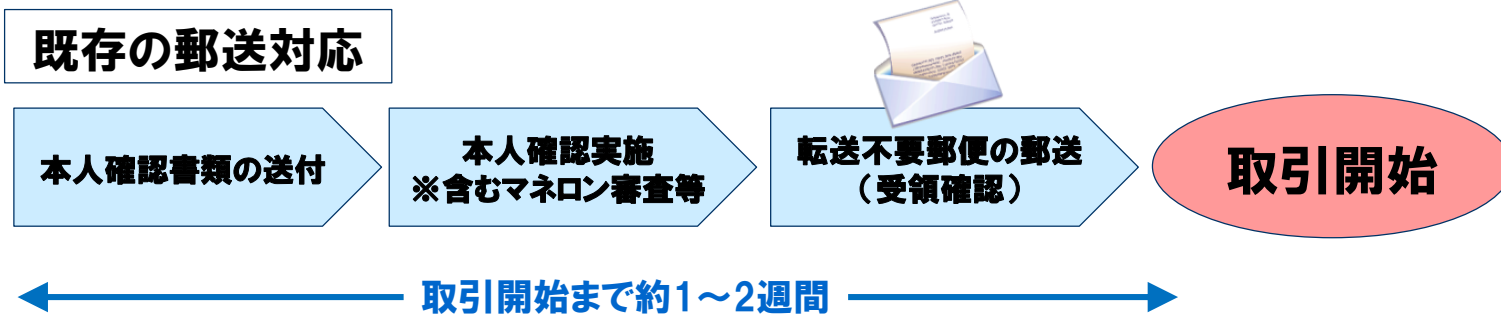 既存の郵送対応
本人確認書類の送付
本人確認実施
※含むマネロン審査等
転送不要郵便の郵送
（受領確認）
取引開始
取引開始まで約1～2週間